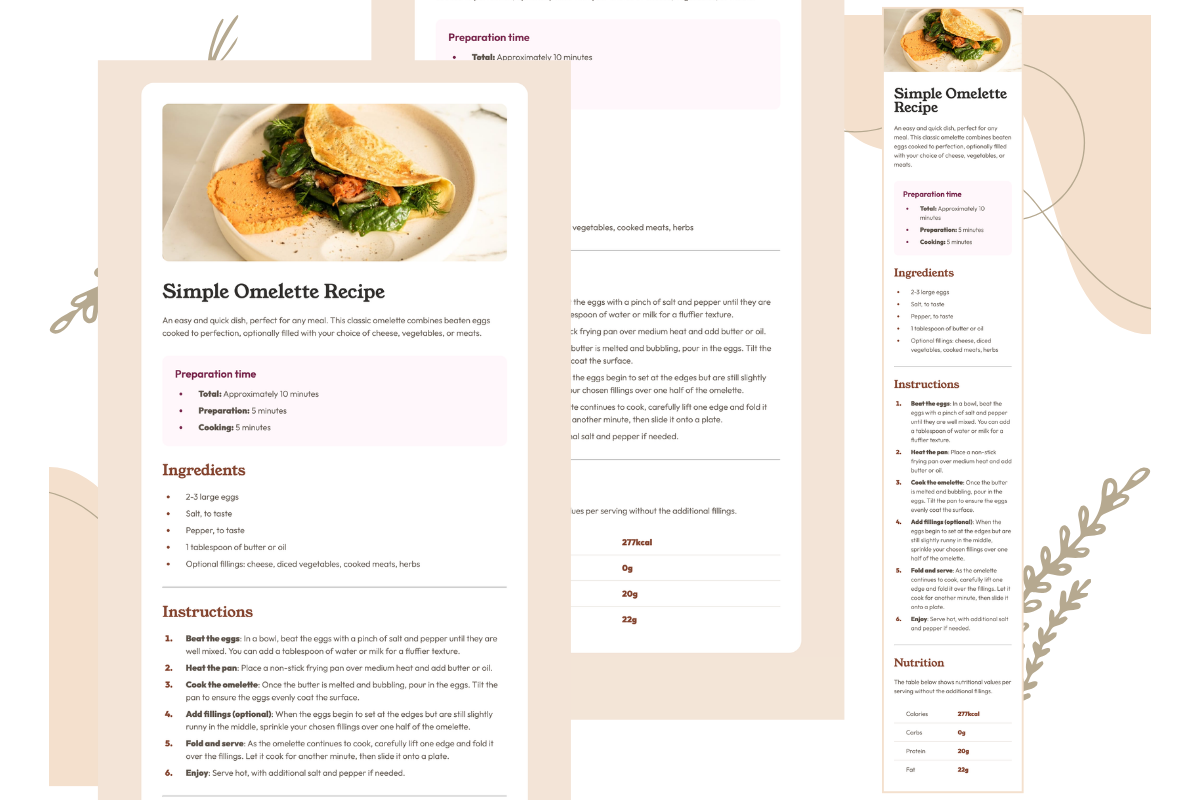 Simple Omelette Recipe
An easy and quick dish, perfect for any meal. This classic omelette combines beaten eggs
cooked to perfection, optionally filled with your choice of cheese, vegetables, or meats.
Preparation time
• Total: Approximately 10 minutes
• Preparation: 5 minutes
• Cooking: 5 minutes
Ingredients
• 2-3 large eggs
• Salt, to taste
• Pepper, to taste
• 1 tablespoon of butter or oil
• Optional fillings: cheese, diced vegetables, cooked meats, herbs
Instructions
1. Beat the eggs: In a bowl, beat the eggs with a pinch of salt and pepper until they are
well mixed. You can add a tablespoon of water or milk for a fluffier texture.
2. Heat the pan: Place a non-stick frying pan over medium heat and add butter or oil.
3. Cook the omelette: Once the butter is melted and bubbling, pour in the eggs. Tilt the
pan to ensure the eggs evenly coat the surface.
4. Add fillings (optional): When the eggs begin to set at the edges but are still slightly
runny in the middle, sprinkle your chosen fillings over one half of the omelette.
5. Fold and serve: As the omelette continues to cook, carefully lift one edge and fold it
over the fillings. Let it cook for another minute, then slide it onto a plate.
6. Enjoy: Serve hot, with additional salt and pepper if needed.
Preparation time
• Total: Approximately 10 minutes
vegetables, cooked meats, herbs
the eggs with a pinch of salt and pepper until they are
espoon of water or milk for a fluffier texture.
ck frying pan over medium heat and add butter or oil.
butter is melted and bubbling, pour in the eggs. Tilt the
coat the surface.
the eggs begin to set at the edges but are still slightly
ur chosen fillings over one half of the omelette.
te continues to cook, carefully lift one edge and fold it
another minute, then slide it onto a plate.
nal salt and pepper if needed.
ues per serving without the additional fillings.
277kcal
0g
20g
22g
Simple Omelette
Recipe
An easy and quick dish, perfect for any
meal. This classic omelette combines beaten
eggs cooked to perfection, optionally filled
with your choice of cheese, vegetables, or
meats.
Preparation time
• Total: Approximately 10
minutes
• Preparation: 5 minutes
• Cooking: 5 minutes
Ingredients
• 2-3 large eggs
• Salt, to taste
• Pepper, to taste
• 1 tablespoon of butter or oil
• Optional fillings: cheese, diced
vegetables, cooked meats, herbs
Instructions
1. Beat the eggs: In a bowl, beat the
eggs with a pinch of salt and pepper
until they are well mixed. You can add
a tablespoon of water or milk for a
fluffier texture.
2. Heat the pan: Place a non-stick
frying pan over medium heat and add
butter or oil.
3. Cook the omelette: Once the butter
is melted and bubbling, pour in the
eggs. Tilt the pan to ensure the eggs
evenly coat the surface.
4. Add fillings (optional): When the
eggs begin to set at the edges but are
still slightly runny in the middle,
sprinkle your chosen fillings over one
half of the omelette.
5. Fold and serve: As the omelette
continues to cook, carefully lift one
edge and fold it over the fillings. Let it
cook for another minute, then slide it
onto a plate.
6. Enjoy: Serve hot, with additional salt
and pepper if needed.
Nutrition
The table below shows nutritional values per
serving without the additional fillings.
Calories 277kcal
Carbs 0g
Protein 20g
Fat 22g